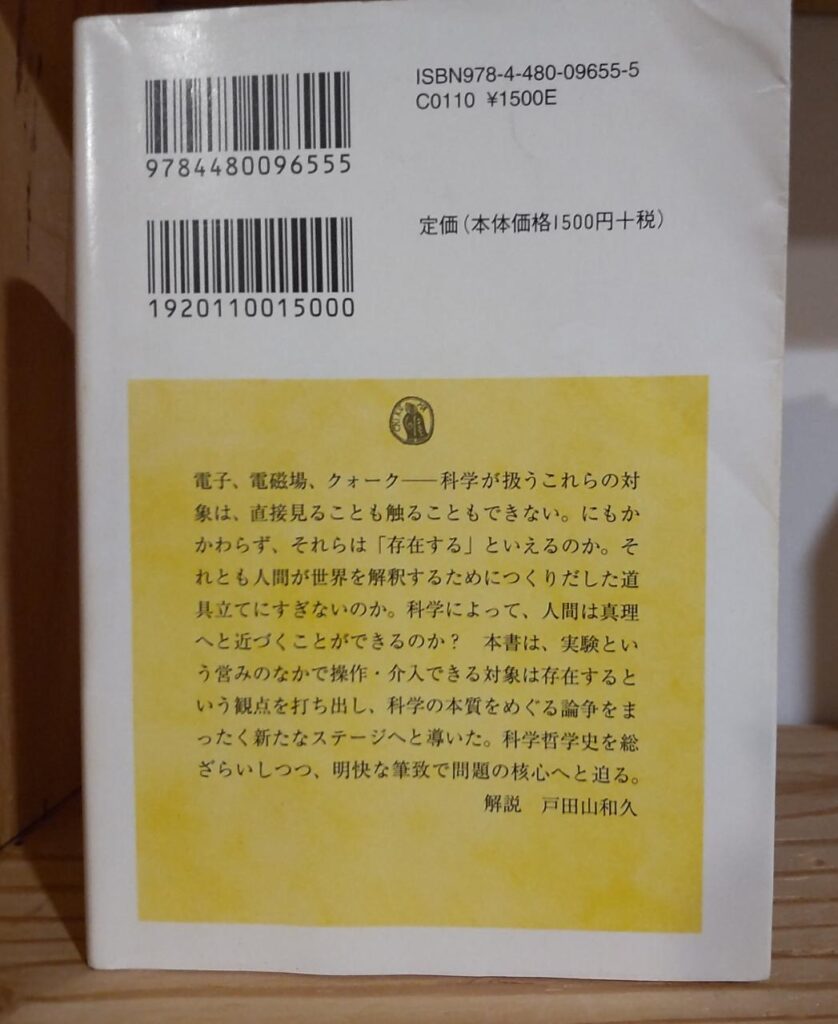 ISBN978-4-480-09655-5
C0110 ¥1500E
9784480096555
定価(本体価格1500円+税)
1920110015000
電子、電磁場、クォーク——科学が扱うこれらの対
象は、直接見ることも触ることもできない。にもか
かわらず、それらは「存在する」といえるのか。そ
れとも人間が世界を解釈するためにつくりだした道
具立てにすぎないのか。科学によって、人間は真理
へと近づくことができるのか? 本書は、実験とい
う営みのなかで操作・介入できる対象は存在すると
いう観点を打ち出し、科学の本質をめぐる論争をま
ったく新たなステージへと導いた。科学哲学史を総
ざらいしつつ、明快な筆致で問題の核心へと迫る。
解説 戸田山和久